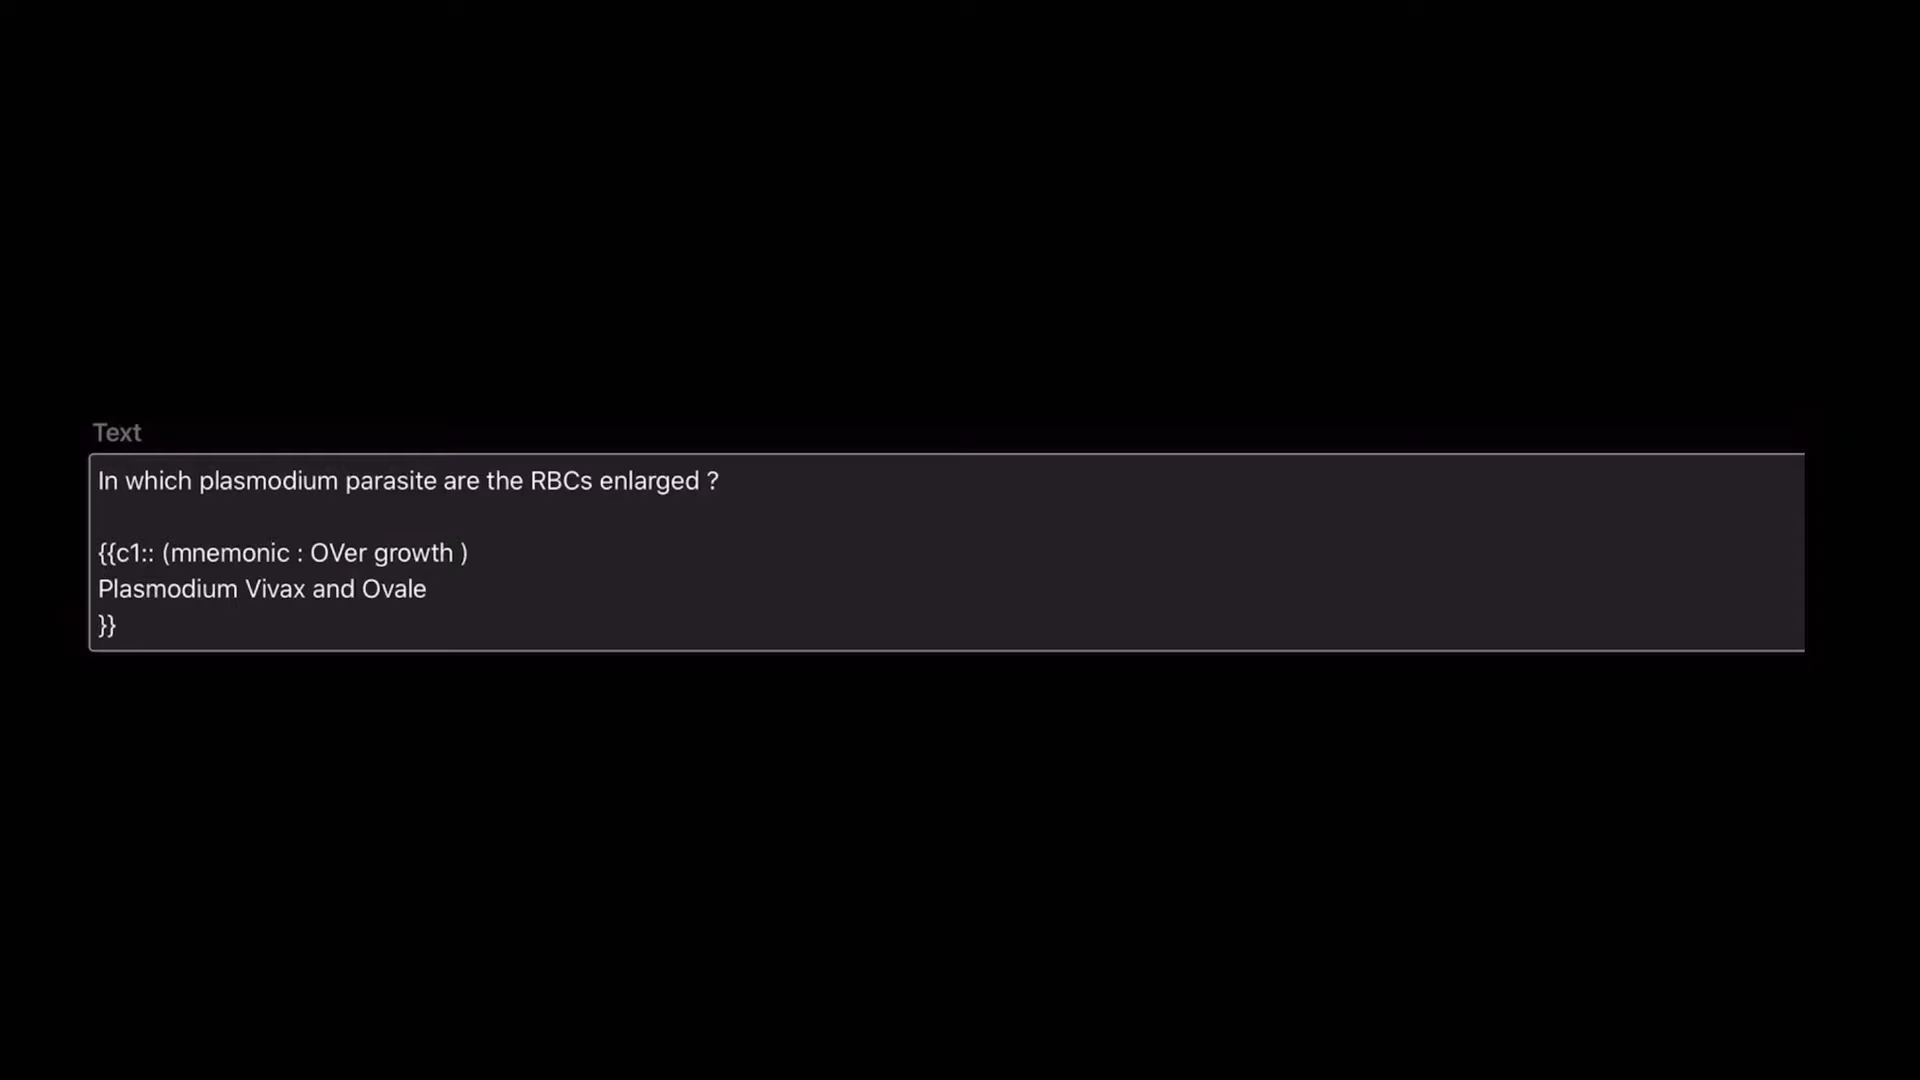 Text
In which plasmodium parasite are the RBCs enlarged ?
{{c1:: (mnemonic : OVer growth )
Plasmodium Vivax and Ovale
}}